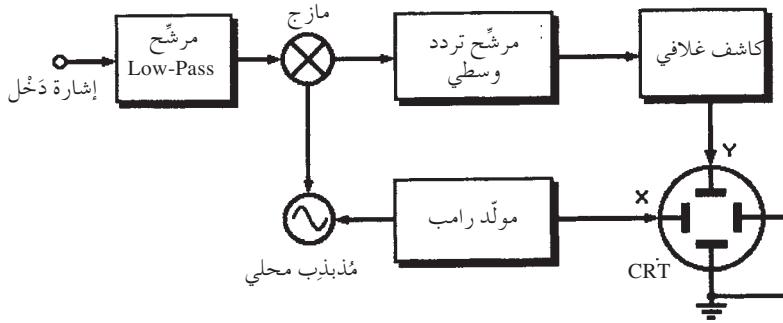 مازج
مرشِّح
Low-Pass
مرشِّح تردد
وسطي
كاشف غلافي
إشارة دَخْل
Y
X
مولّد رامب
مُذبذِب محلي
CRT